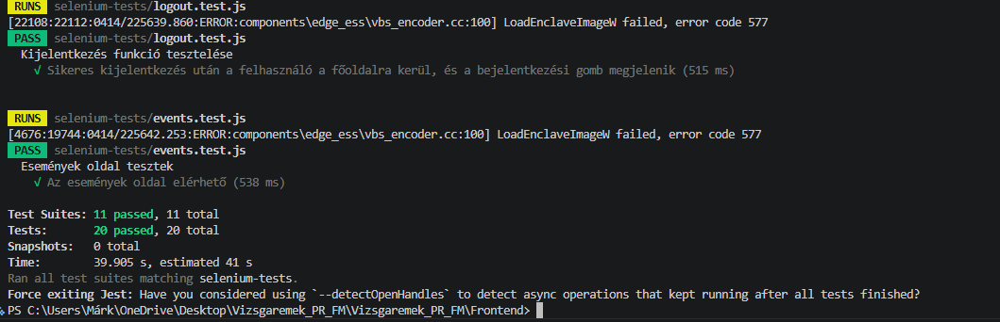 RUNS selenium-tests/logout.test.js
[22108:22112:0414/225639.860:ERROR:components\edge_ess\vbs_encoder.cc:100] LoadEnclaveImageW failed, error code 577
PASS selenium-tests/logout.test.js
Kijelentkezés funkció tesztelése
√ Sikeres kijelentkezés után a felhasználó a főoldalra kerül, és a bejelentkezési gomb megjelenik (515 ms)
RUNS selenium-tests/events.test.js
[4676:19744:0414/225642.253:ERROR:components\edge_ess\vbs_encoder.cc:100] LoadEnclaveImageW failed, error code 577
PASS selenium-tests/events.test.js
Események oldal tesztek
√ Az események oldal elérhető (538 ms)
Test Suites: 11 passed, 11 total
Tests: 20 passed, 20 total
Snapshots: 0 total
Time: 39.905 s, estimated 41 s
Ran all test suites matching selenium-tests.
Force exiting Jest: Have you considered using `--detectOpenHandles` to detect async operations that kept running after all tests finished?
PS C:\Users\Márk\OneDrive\Desktop\Vizsgaremek_PR_FM\Vizsgaremek_PR_FM\Frontend>